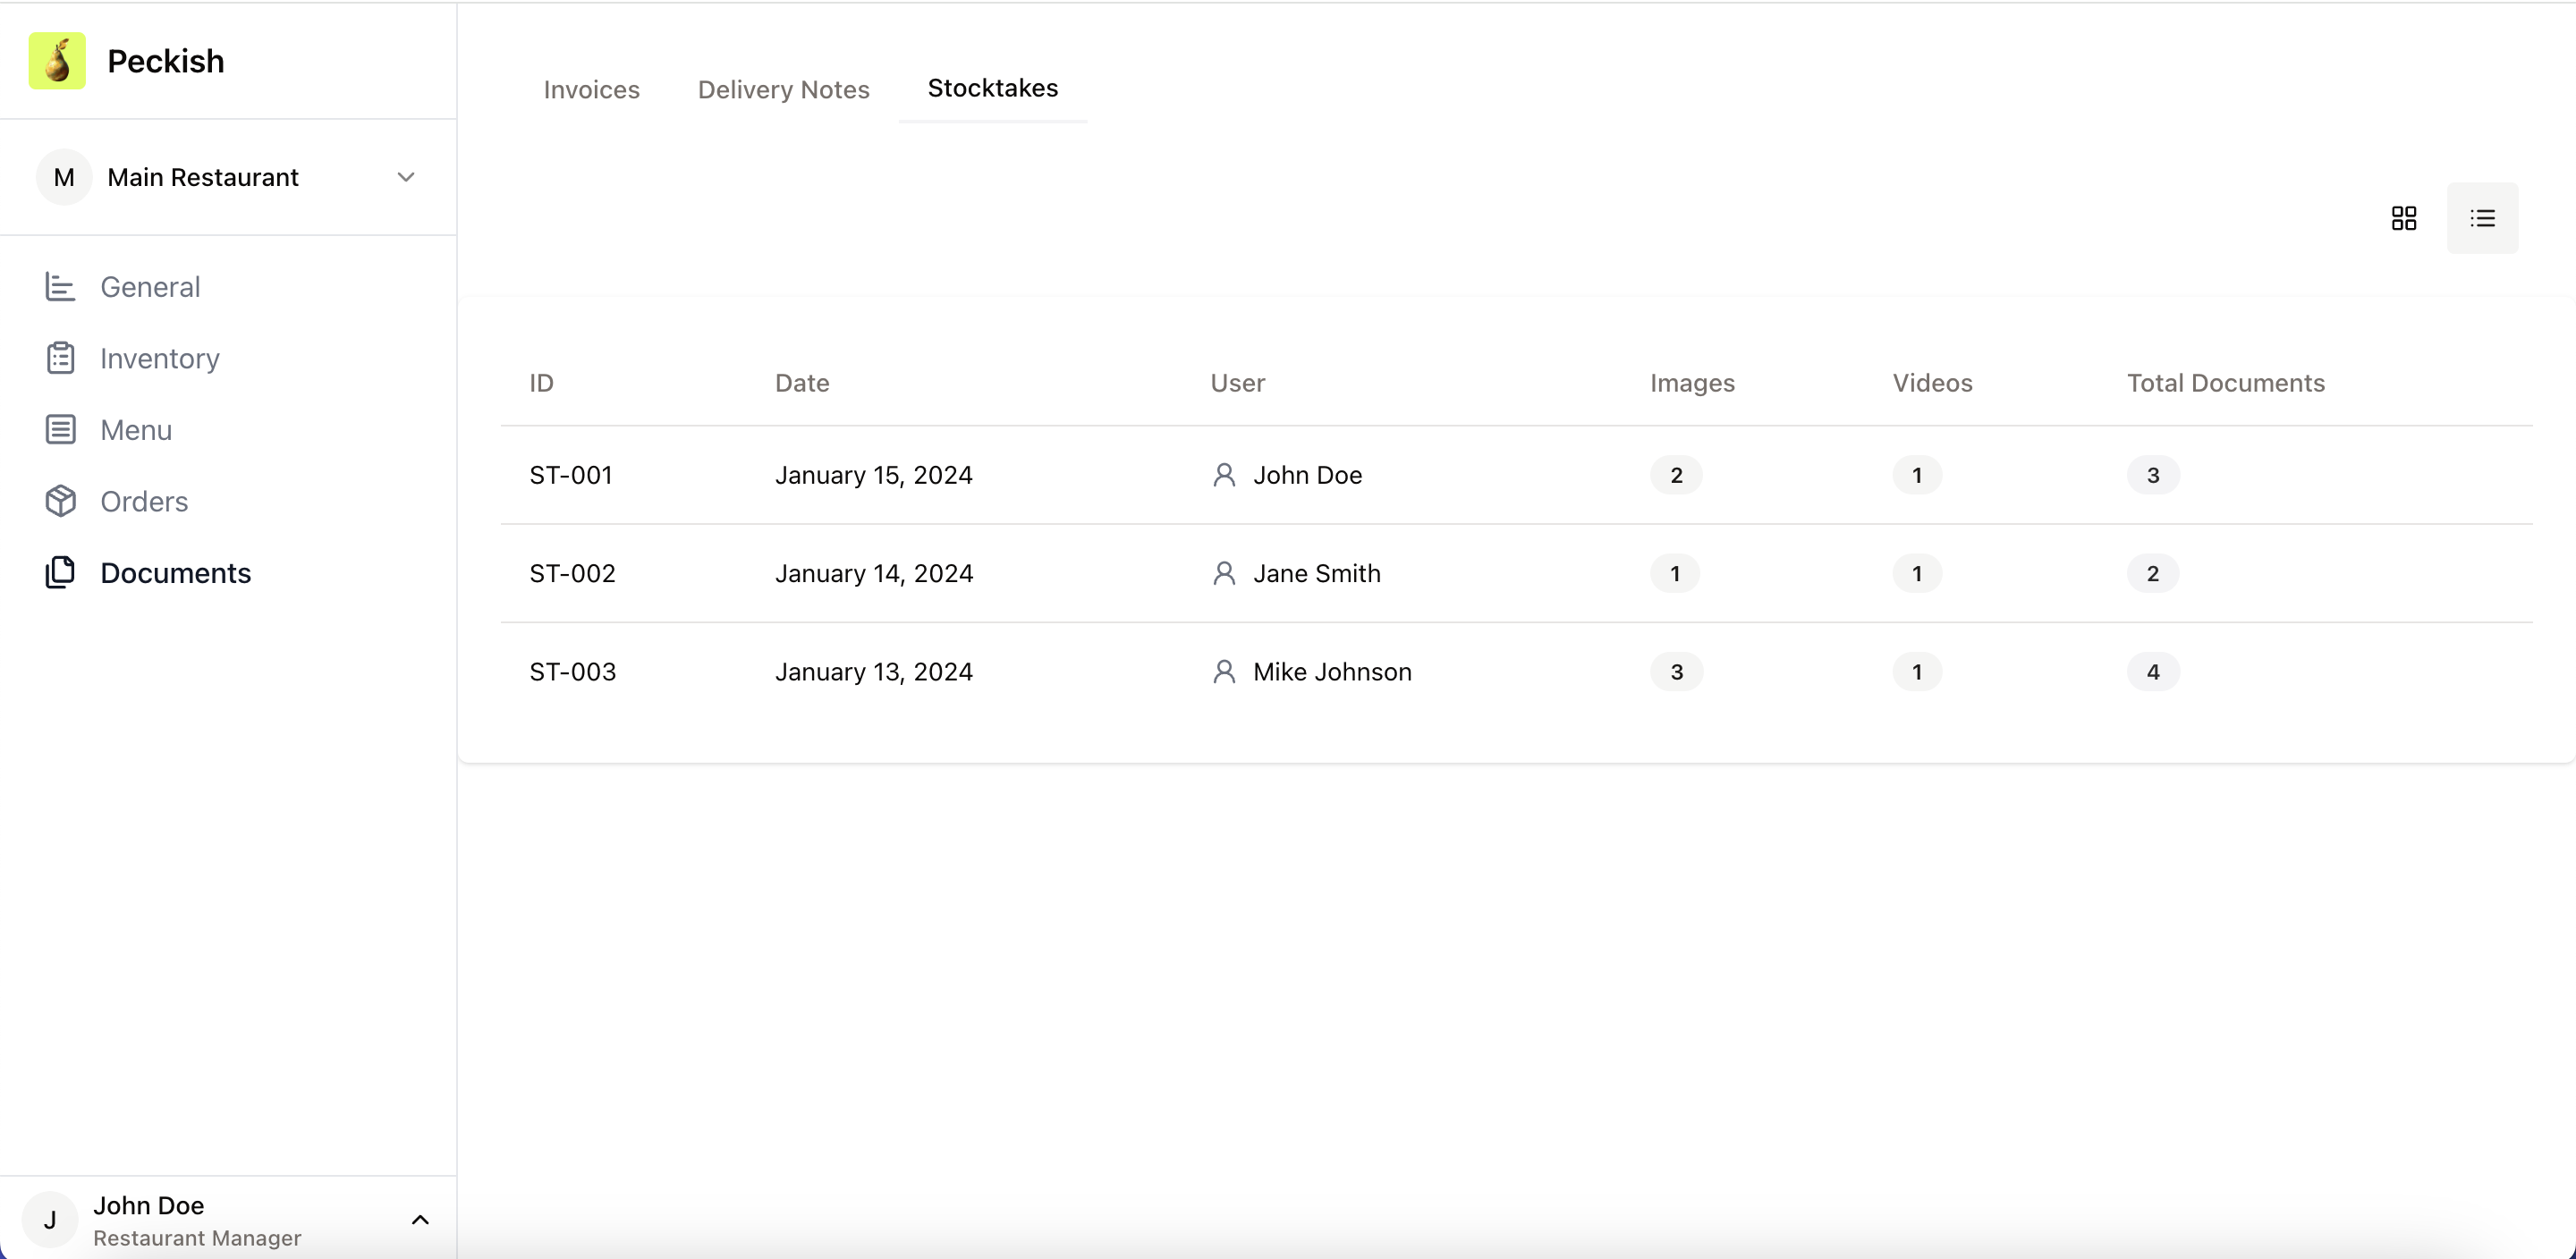 Peckish
M Main Restaurant
General
Inventory
Menu
Orders
Documents
J John Doe
Restaurant Manager
Invoices Delivery Notes Stocktakes
ID Date User Images Videos Total Documents
ST-001 January 15, 2024 John Doe 2 1 3
ST-002 January 14, 2024 Jane Smith 1 1 2
ST-003 January 13, 2024 Mike Johnson 3 1 4